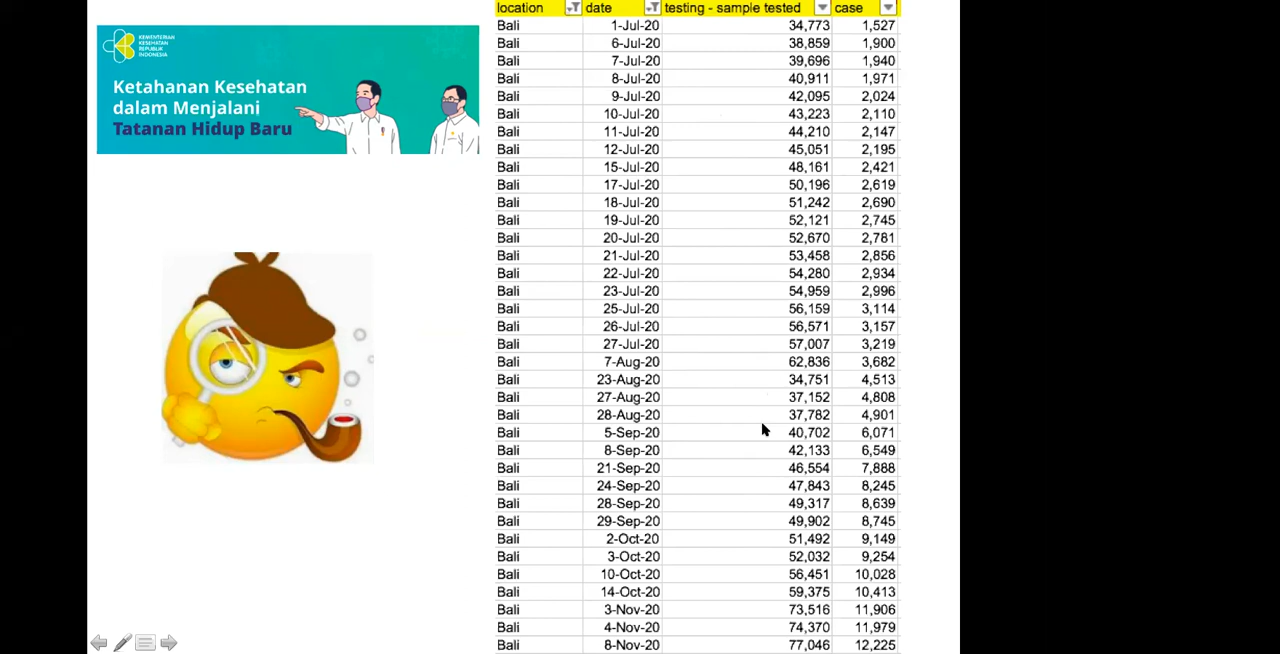 KEMENTERIAN
KESEHATAN
REPUBLIK
INDONESIA
Ketahanan Kesehatan
dalam Menjalani
Tatanan Hidup Baru
location date testing - sample tested case
Bali 1-Jul-20 34,773 1,527
Bali 6-Jul-20 38,859 1,900
Bali 7-Jul-20 39,696 1,940
Bali 8-Jul-20 40,911 1,971
Bali 9-Jul-20 42,095 2,024
Bali 10-Jul-20 43,223 2,110
Bali 11-Jul-20 44,210 2,147
Bali 12-Jul-20 45,051 2,195
Bali 15-Jul-20 48,161 2,421
Bali 17-Jul-20 50,196 2,619
Bali 18-Jul-20 51,242 2,690
Bali 19-Jul-20 52,121 2,745
Bali 20-Jul-20 52,670 2,781
Bali 21-Jul-20 53,458 2,856
Bali 22-Jul-20 54,280 2,934
Bali 23-Jul-20 54,959 2,996
Bali 25-Jul-20 56,159 3,114
Bali 26-Jul-20 56,571 3,157
Bali 27-Jul-20 57,007 3,219
Bali 7-Aug-20 62,836 3,682
Bali 23-Aug-20 34,751 4,513
Bali 27-Aug-20 37,152 4,808
Bali 28-Aug-20 37,782 4,901
Bali 5-Sep-20 40,702 6,071
Bali 8-Sep-20 42,133 6,549
Bali 21-Sep-20 46,554 7,888
Bali 24-Sep-20 47,843 8,245
Bali 28-Sep-20 49,317 8,639
Bali 29-Sep-20 49,902 8,745
Bali 2-Oct-20 51,492 9,149
Bali 3-Oct-20 52,032 9,254
Bali 10-Oct-20 56,451 10,028
Bali 14-Oct-20 59,375 10,413
Bali 3-Nov-20 73,516 11,906
Bali 4-Nov-20 74,370 11,979
Bali 8-Nov-20 77,046 12,225